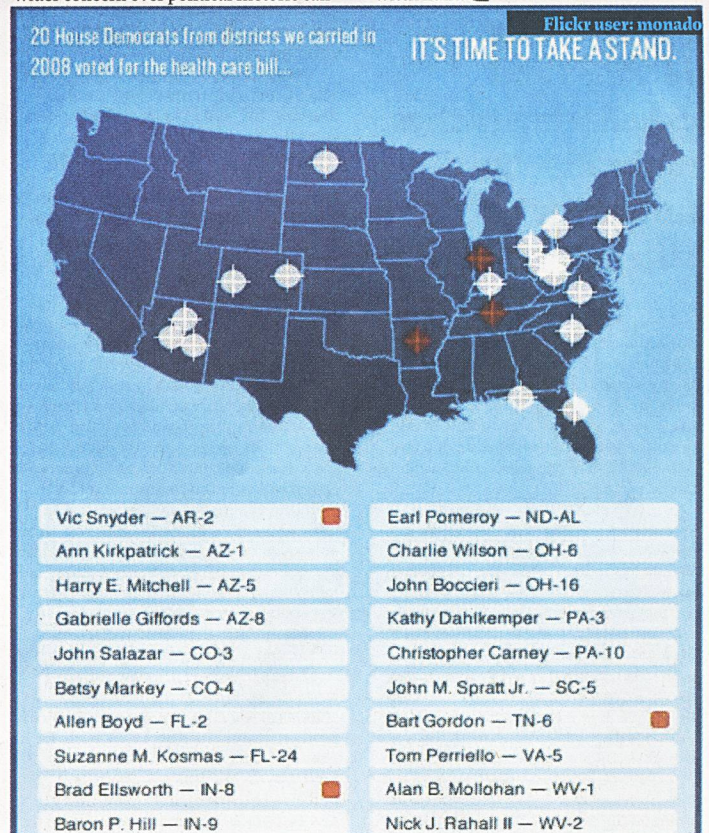 Flickr user: monado
20 House Democrats from districts we carried in
2008 voted for the health care bill...
IT'S TIME TO TAKE A STAND.
Vic Snyder — AR-2
Ann Kirkpatrick — AZ-1
Harry E. Mitchell — AZ-5
Gabrielle Giffords — AZ-8
John Salazar — CO-3
Betsy Markey — CO-4
Allen Boyd — FL-2
Suzanne M. Kosmas — FL-24
Brad Ellsworth — IN-8
Baron P. Hill — IN-9
Earl Pomeroy — ND-AL
Charlie Wilson — OH-6
John Boccieri — OH-16
Kathy Dahlkemper — PA-3
Christopher Carney — PA-10
John M. Spratt Jr. — SC-5
Bart Gordon — TN-6
Tom Perriello — VA-5
Alan B. Mollohan — WV-1
Nick J. Rahall II — WV-2